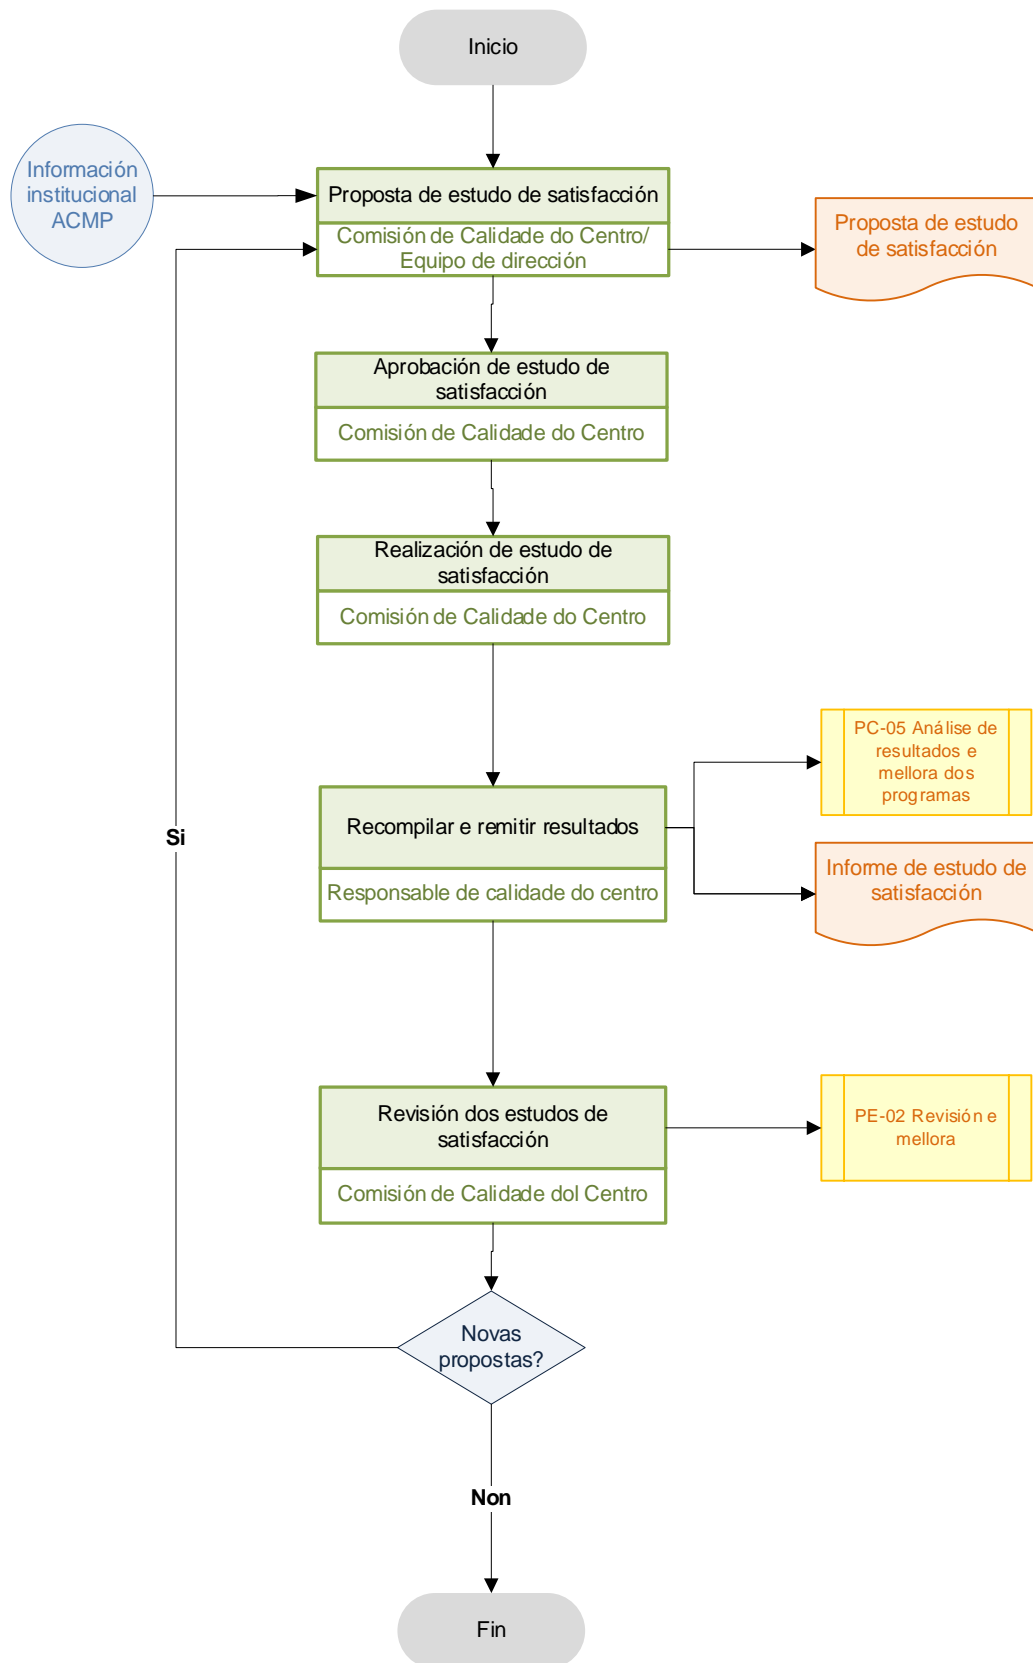 Inicio
Información
institucional
ACMP
Proposta de estudo de satisfacción
Comisión de Calidade do Centro/
Equipo de dirección
Proposta de estudo
de satisfacción
Aprobación de estudo de
satisfacción
Comisión de Calidade do Centro
Realización de estudo de
satisfacción
Comisión de Calidade do Centro
PC-05 Análise de
resultados e
mellora dos
programas
Recompilar e remitir resultados
Responsable de calidade do centro
Informe de estudo de
satisfacción
Si
Revisión dos estudos de
satisfacción
Comisión de Calidade dol Centro
PE-02 Revisión e
mellora
Novas
propostas?
Non
Fin